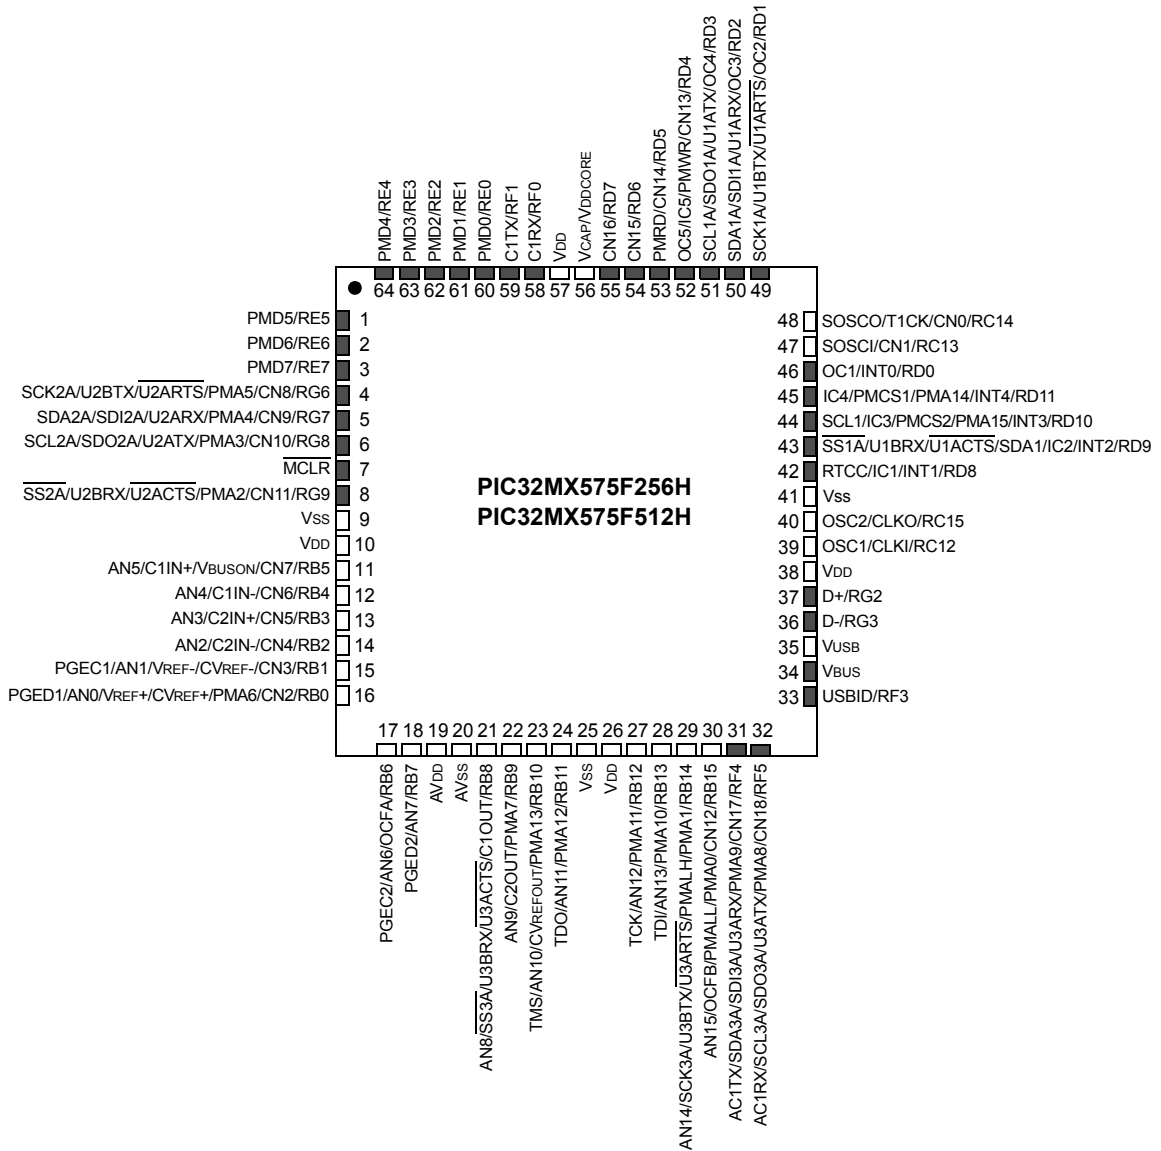 PMD4/RE4
PMD3/RE3
PMD2/RE2
PMD1/RE1
PMD0/RE0
C1TX/RF1
C1RX/RF0
VDD
VCAP/VDDCORE
CN16/RD7
CN15/RD6
PMRD/CN14/RD5
OC5/IC5/PMWR/CN13/RD4
SCL1A/SDO1A/U1ATX/OC4/RD3
SDA1A/SDI1A/U1ARX/OC3/RD2
SCK1A/U1BTX/U1ARTS/OC2/RD1
64 63 62 61 60 59 58 57 56 55 54 53 52 51 50 49
PMD5/RE5 1
PMD6/RE6 2
PMD7/RE7 3
SCK2A/U2BTX/U2ARTS/PMA5/CN8/RG6 4
SDA2A/SDI2A/U2ARX/PMA4/CN9/RG7 5
SCL2A/SDO2A/U2ATX/PMA3/CN10/RG8 6
MCLR 7
SS2A/U2BRX/U2ACTS/PMA2/CN11/RG9 8
VSS 9
VDD 10
AN5/C1IN+/VBUSON/CN7/RB5 11
AN4/C1IN-/CN6/RB4 12
AN3/C2IN+/CN5/RB3 13
AN2/C2IN-/CN4/RB2 14
PGEC1/AN1/VREF-/CVREF-/CN3/RB1 15
PGED1/AN0/VREF+/CVREF+/PMA6/CN2/RB0 16
PIC32MX575F256H
PIC32MX575F512H
48 SOSCO/T1CK/CN0/RC14
47 SOSCI/CN1/RC13
46 OC1/INT0/RD0
45 IC4/PMCS1/PMA14/INT4/RD11
44 SCL1/IC3/PMCS2/PMA15/INT3/RD10
43 SS1A/U1BRX/U1ACTS/SDA1/IC2/INT2/RD9
42 RTCC/IC1/INT1/RD8
41 Vss
40 OSC2/CLKO/RC15
39 OSC1/CLKI/RC12
38 VDD
37 D+/RG2
36 D-/RG3
35 VUSB
34 VBUS
33 USBID/RF3
17 18 19 20 21 22 23 24 25 26 27 28 29 30 31 32
PGEC2/AN6/OCFA/RB6
PGED2/AN7/RB7
AVDD
AVSS
AN8/SS3A/U3BRX/U3ACTS/C1OUT/RB8
AN9/C2OUT/PMA7/RB9
TMS/AN10/CVREFOUT/PMA13/RB10
TDO/AN11/PMA12/RB11
VSS
VDD
TCK/AN12/PMA11/RB12
TDI/AN13/PMA10/RB13
AN14/SCK3A/U3BTX/U3ARTS/PMALH/PMA1/RB14
AN15/OCFB/PMALL/PMA0/CN12/RB15
AC1TX/SDA3A/SDI3A/U3ARX/PMA9/CN17/RF4
AC1RX/SCL3A/SDO3A/U3ATX/PMA8/CN18/RF5